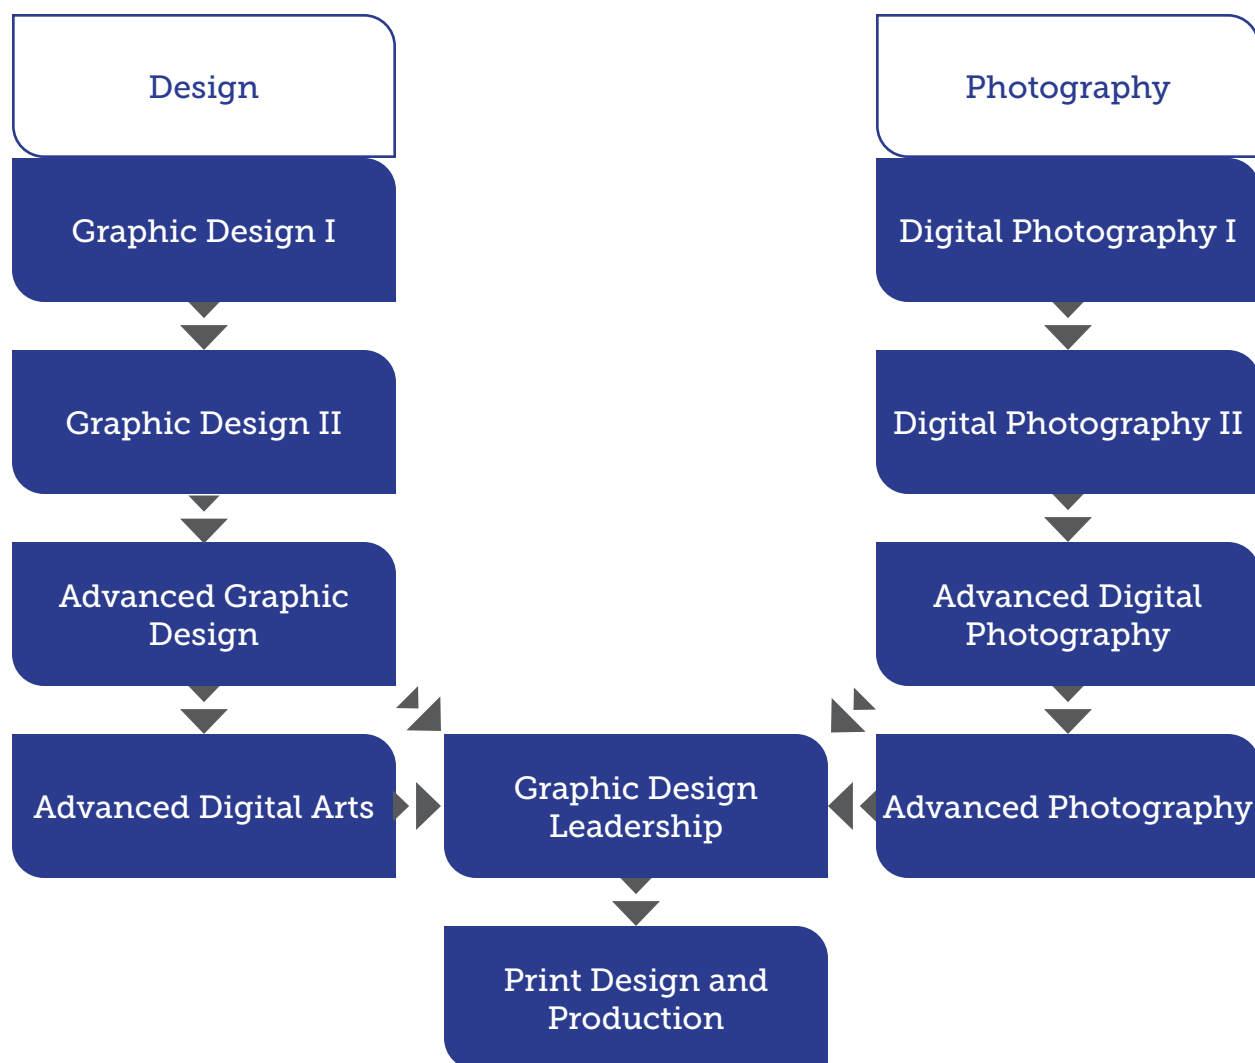 Design
Photography
Graphic Design I
Digital Photography I
Graphic Design II
Digital Photography II
Advanced Graphic
Design
Advanced Digital
Photography
Advanced Digital Arts
Graphic Design
Leadership
Advanced Photography
Print Design and
Production